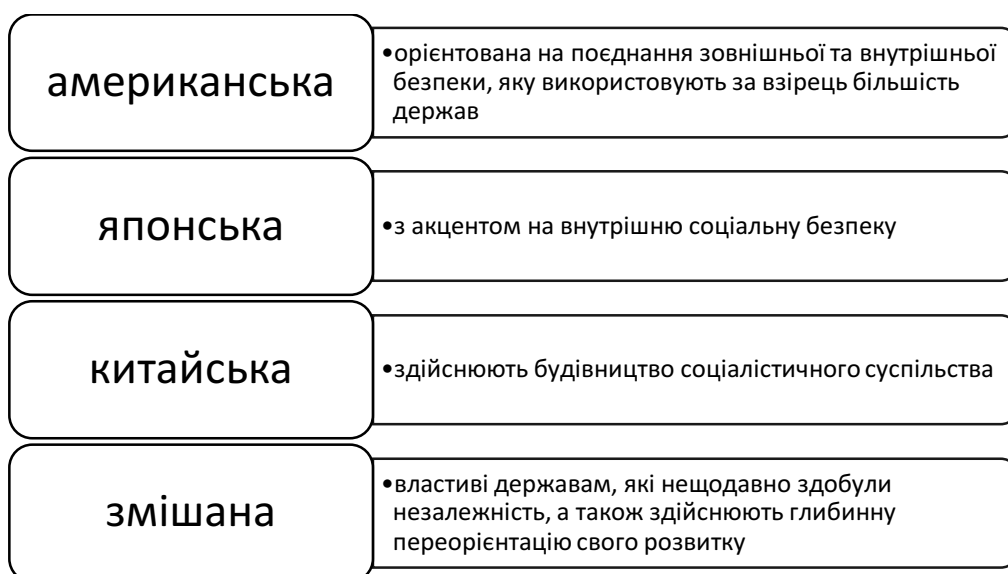 американська
•орієнтована на поєднання зовнішньої та внутрішньої
безпеки, яку використовують за взірець більшість
держав
японська
•з акцентом на внутрішню соціальну безпеку
китайська
•здійснюють будівництво соціалістичного суспільства
змішана
•властиві державам, які нещодавно здобули
незалежність, а також здійснюють глибинну
переорієнтацію свого розвитку